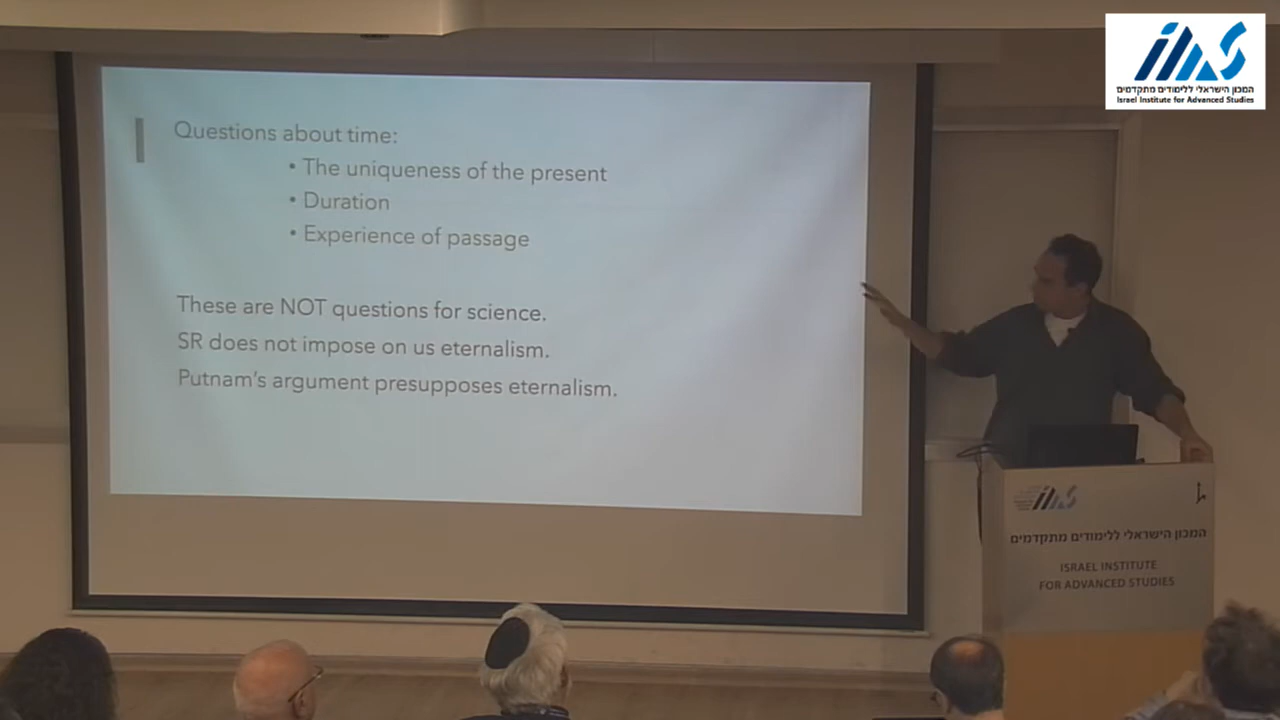 Questions about time:
• The uniqueness of the present
• Duration
• Experience of passage
These are NOT questions for science.
SR does not impose on us eternalism.
Putnam's argument presupposes eternalism.
המכון הישראלי ללימודים מתקדמים
Israel Institute for Advanced Studies
המכון הישראלי ללימודים מתקדמים
ISRAEL INSTITUTE
FOR ADVANCED STUDIES